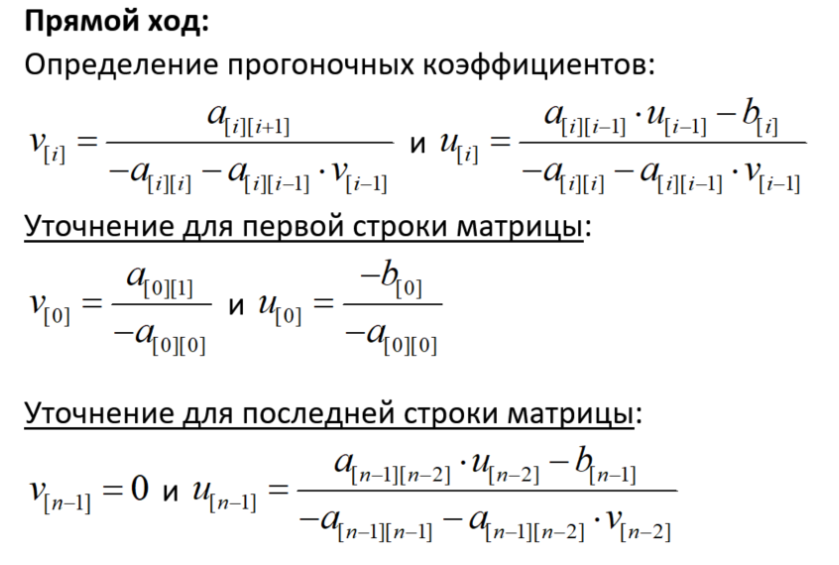 Прямой ход:
Определение прогоночных коэффициентов:
v_{[i]} = \frac{a_{[i][i+1]}}{-a_{[i][i]} - a_{[i][i-1]} \cdot v_{[i-1]}} и u_{[i]} = \frac{a_{[i][i-1]} \cdot u_{[i-1]} - b_{[i]}}{-a_{[i][i]} - a_{[i][i-1]} \cdot v_{[i-1]}}
Уточнение для первой строки матрицы:
v_{[0]} = \frac{a_{[0][1]}}{-a_{[0][0]}} и u_{[0]} = \frac{-b_{[0]}}{-a_{[0][0]}}
Уточнение для последней строки матрицы:
v_{[n-1]} = 0 и u_{[n-1]} = \frac{a_{[n-1][n-2]} \cdot u_{[n-2]} - b_{[n-1]}}{-a_{[n-1][n-1]} - a_{[n-1][n-2]} \cdot v_{[n-2]}}